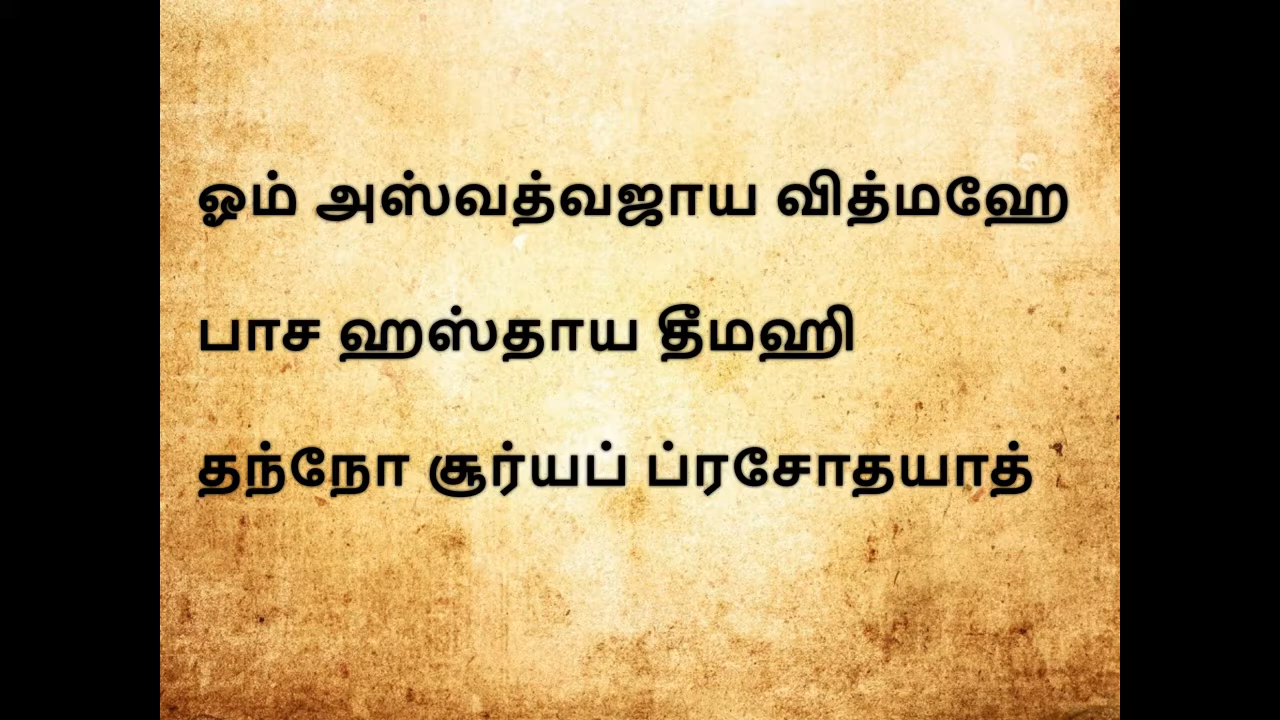 ஓம் அஸ்வத்வஜாய வித்மஹே
பாச ஹஸ்தாய தீமஹி
தந்நோ சூர்யப் ப்ரசோதயாத்